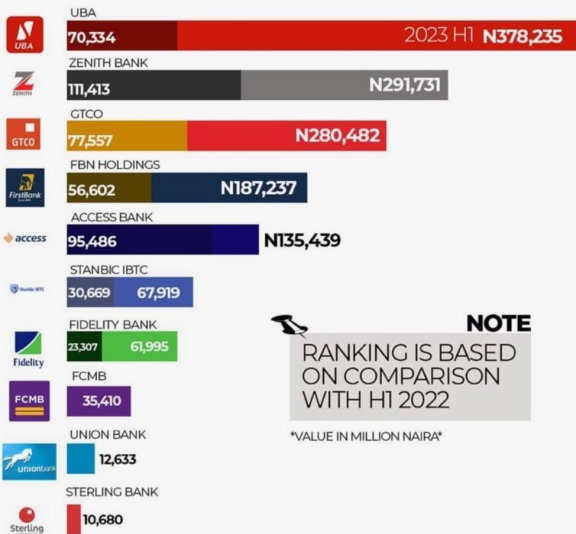 UBA
UBA
70,334 2023 H1 N378,235
ZENITH BANK
ZENITH
111,413 N291,731
GTCO
GTCO
77,557 N280,482
FBN HOLDINGS
FirstBank
56,602 N187,237
ACCESS BANK
access
95,486 N135,439
STANBIC IBTC
Stanbic IBTC
30,669 67,919
FIDELITY BANK
Fidelity
23,307 61,995
FCMB
FCMB
35,410
UNION BANK
unionbank
12,633
STERLING BANK
Sterling
10,680
NOTE
RANKING IS BASED
ON COMPARISON
WITH H1 2022
*VALUE IN MILLION NAIRA*